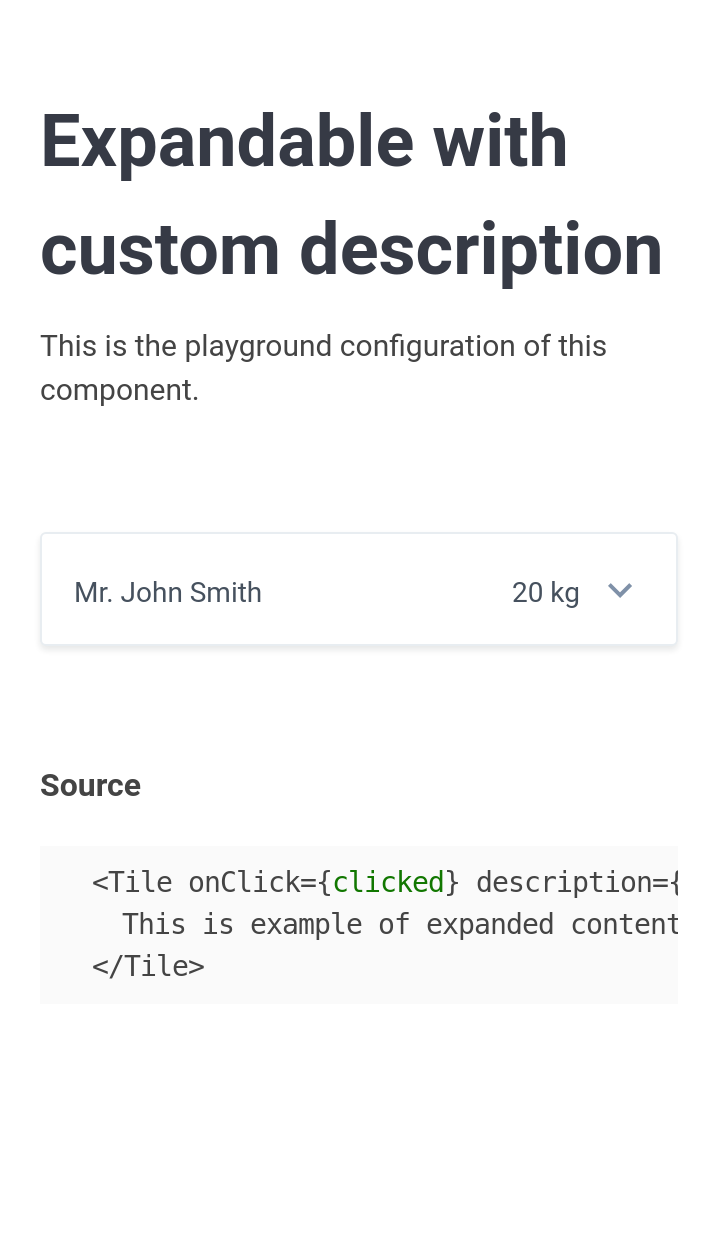 Expandable with
custom description
This is the playground configuration of this
component.
Mr. John Smith 20 kg
Source
<Tile onClick={clicked} description={
This is example of expanded content
</Tile>